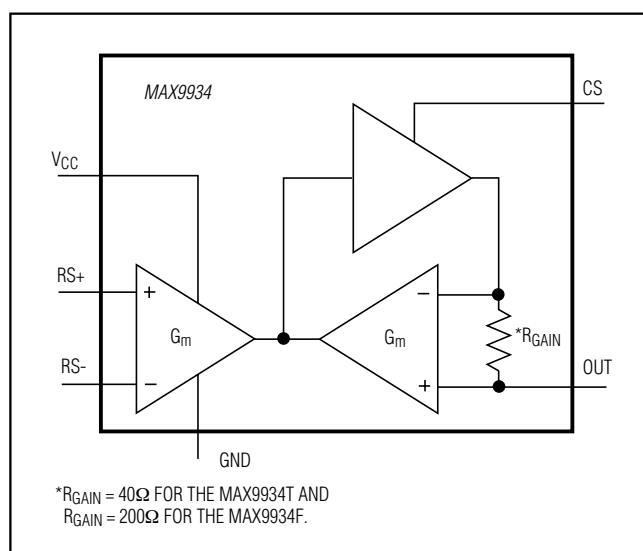 MAX9934
CS
VCC
RS+
+
Gm
RS-
−
−
Gm
+
*RGAIN
OUT
GND
*RGAIN = 40Ω FOR THE MAX9934T AND
RGAIN = 200Ω FOR THE MAX9934F.